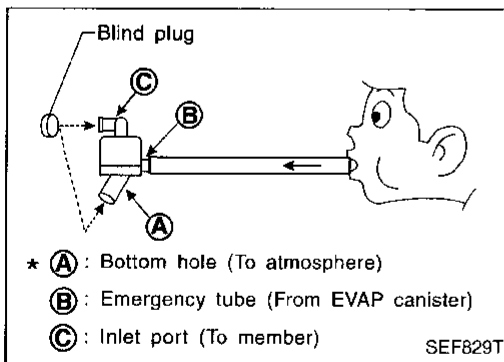 Blind plug
C
B
A
* A : Bottom hole (To atmosphere)
B : Emergency tube (From EVAP canister)
C : Inlet port (To member)
SEF829T